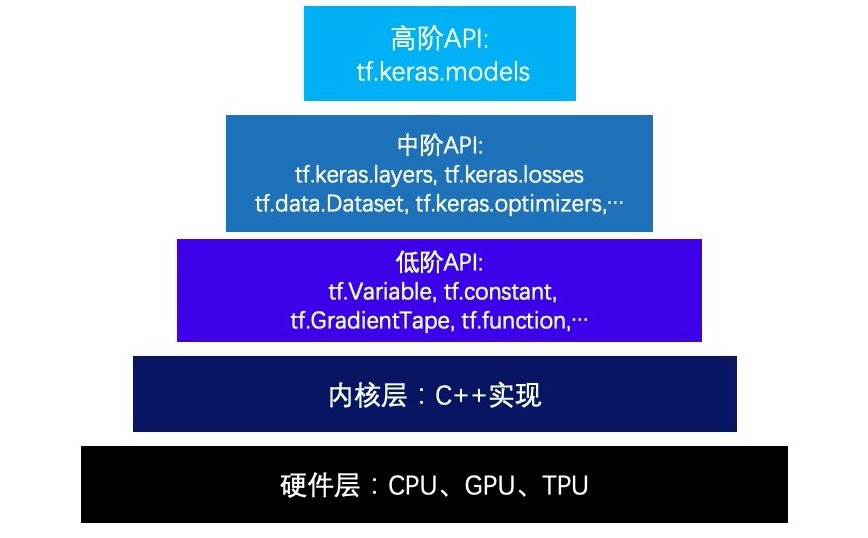 高阶API:
tf.keras.models
中阶API:
tf.keras.layers, tf.keras.losses
tf.data.Dataset, tf.keras.optimizers,…
低阶API:
tf.Variable, tf.constant,
tf.GradientTape, tf.function,…
内核层：C++实现
硬件层：CPU、GPU、TPU